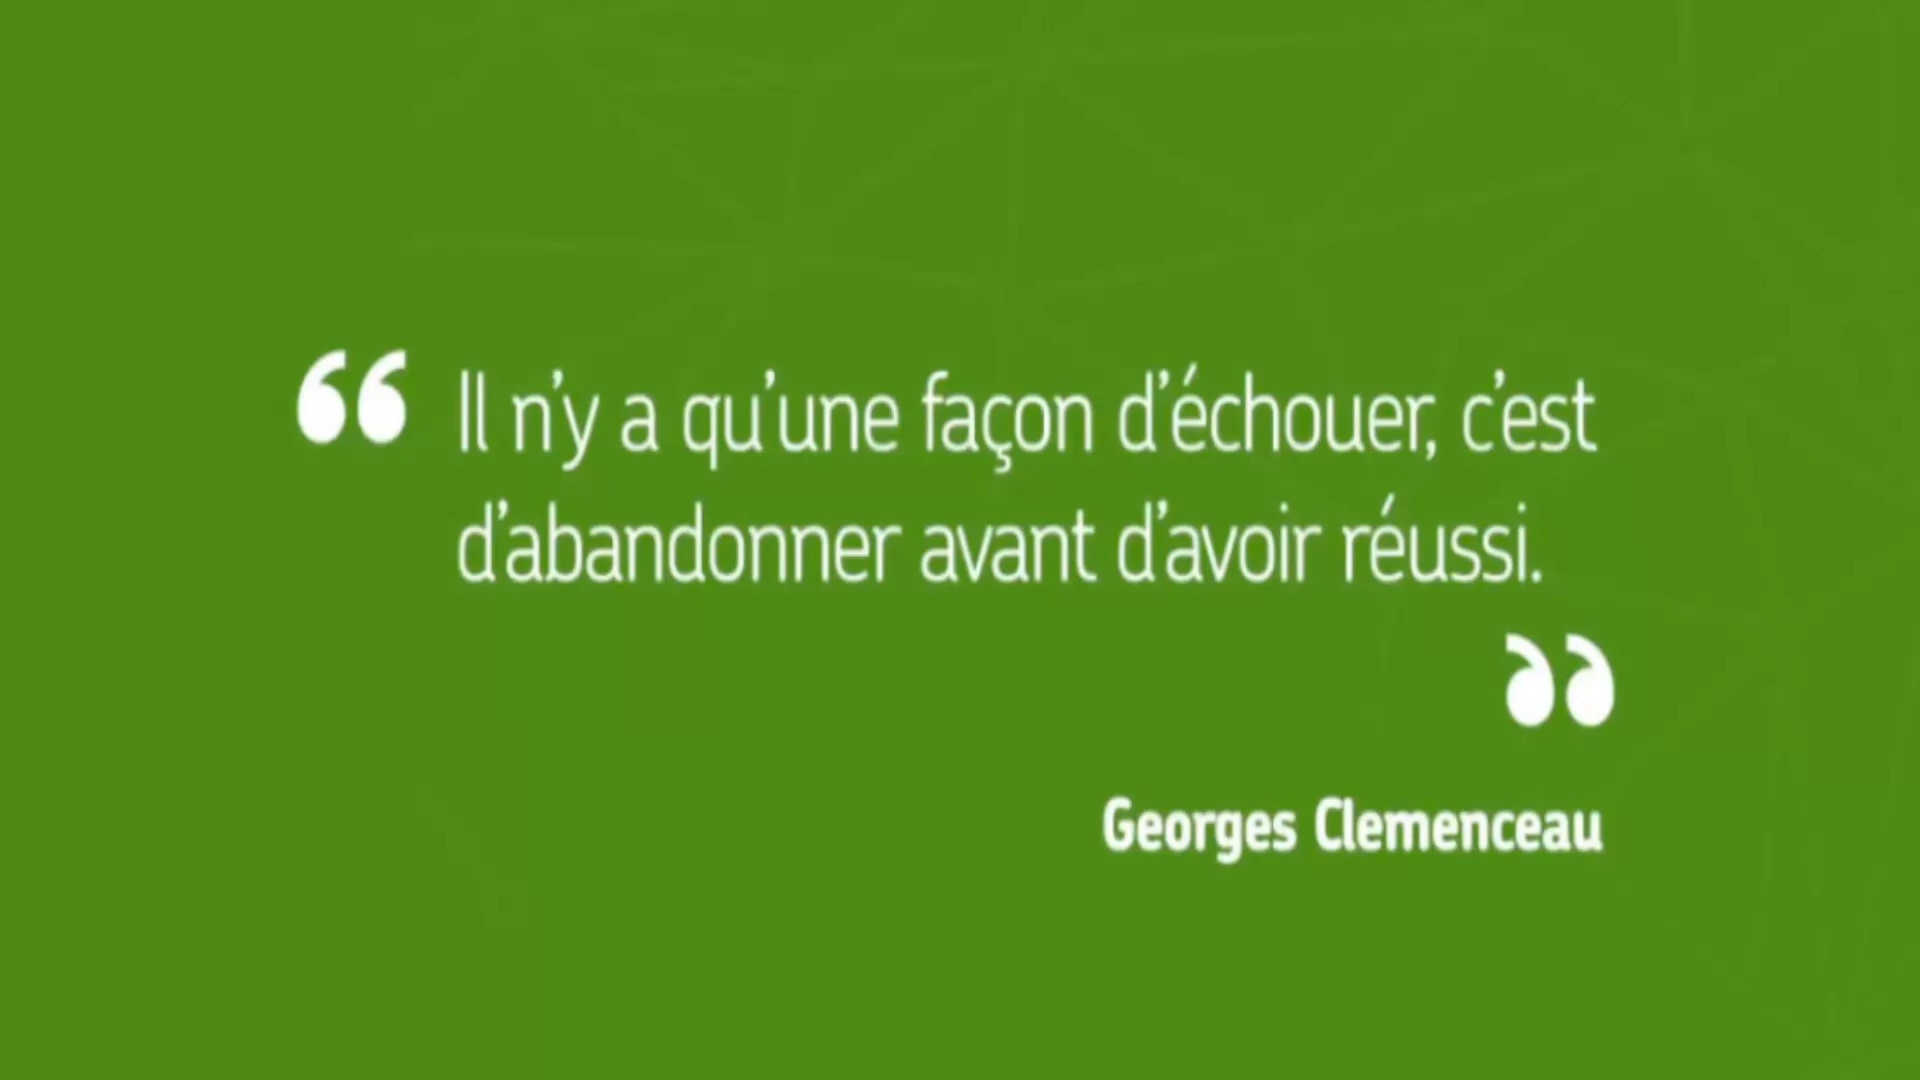 “ Il n’y a qu’une façon d’échouer, c’est
d’abandonner avant d’avoir réussi.
”
Georges Clemenceau